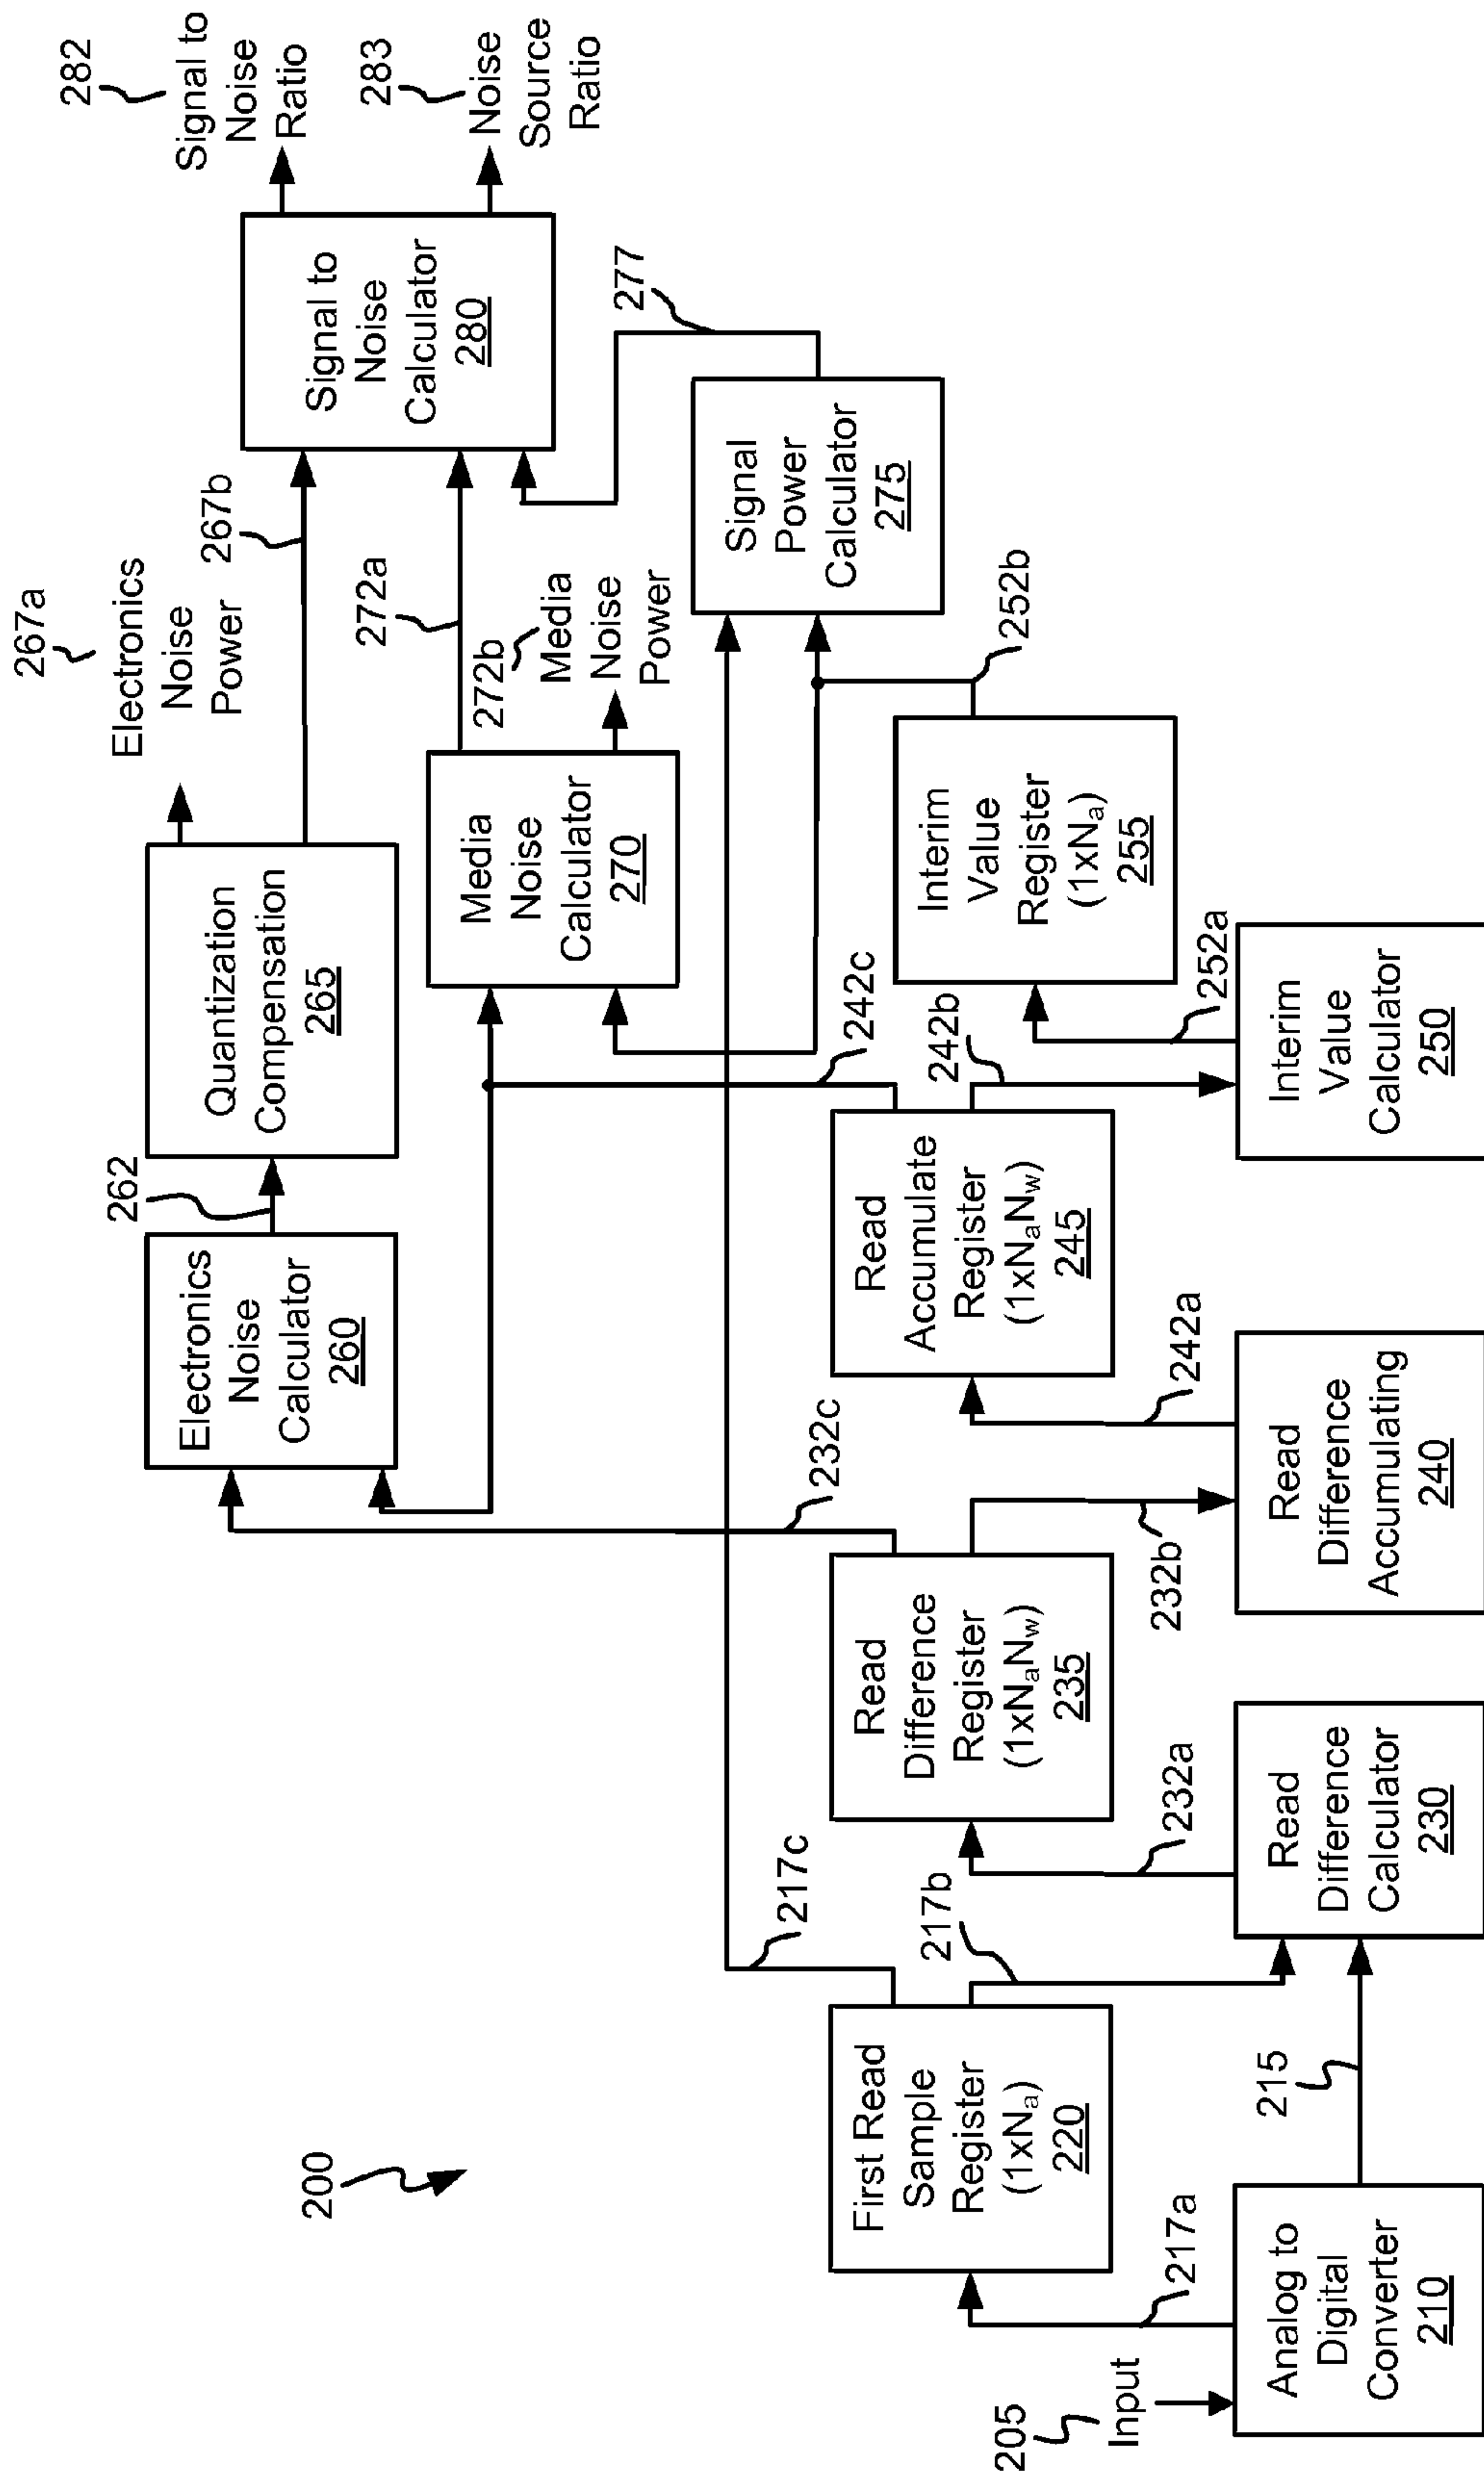 200
267a
Electronics
Noise
Power
282
Signal to
Noise
Ratio
283
Noise
Source
Ratio
Electronics
Noise
Calculator
260
262
Quantization
Compensation
265
267b
Signal to
Noise
Calculator
280
272a
272b
Media
Noise
Power
Media
Noise
Calculator
270
277
Signal
Power
Calculator
275
217c
232c
242c
252b
First Read
Sample
Register
(1xNa)
220
217b
Read
Difference
Register
(1xNaNw)
235
232b
Read
Accumulate
Register
(1xNaNw)
245
242b
Interim
Value
Register
(1xNa)
255
205
Input
217a
215
232a
242a
252a
Analog to
Digital
Converter
210
Read
Difference
Calculator
230
Read
Difference
Accumulating
240
Interim
Value
Calculator
250